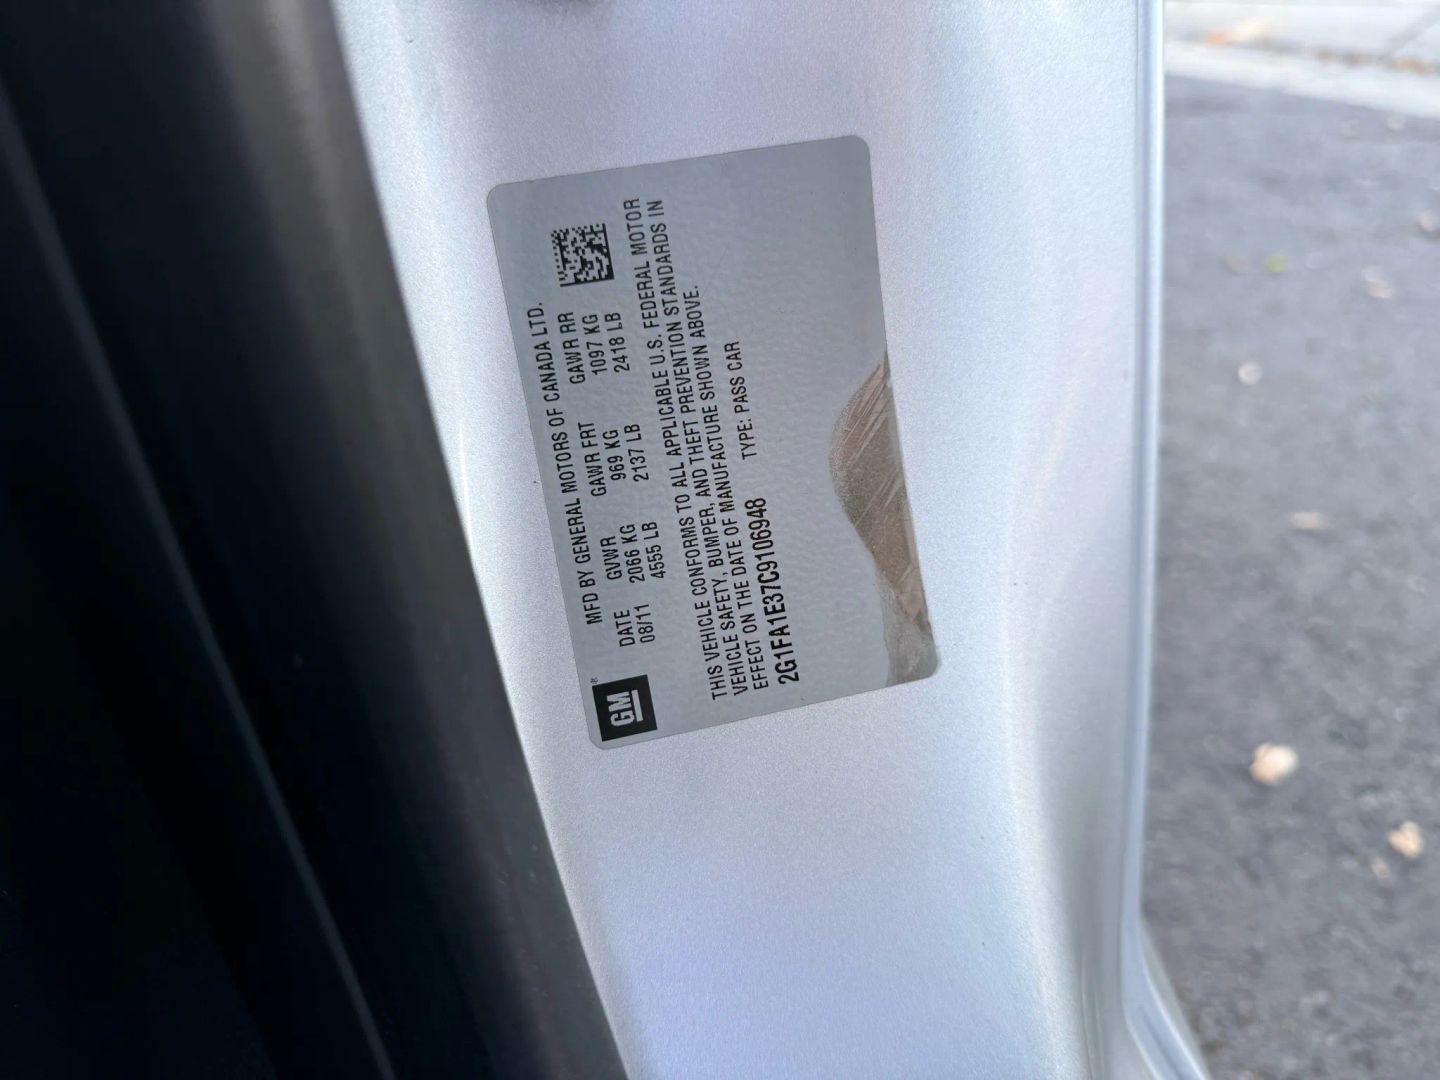 MFD BY GENERAL MOTORS OF CANADA LTD.
DATE GVWR GAWR FRT GAWR RR
08/11 2066 KG 969 KG 1097 KG
4555 LB 2137 LB 2418 LB
GM
THIS VEHICLE CONFORMS TO ALL APPLICABLE U.S. FEDERAL MOTOR
VEHICLE SAFETY, BUMPER, AND THEFT PREVENTION STANDARDS IN
EFFECT ON THE DATE OF MANUFACTURE SHOWN ABOVE.
2G1FA1E37C9106948 TYPE: PASS CAR